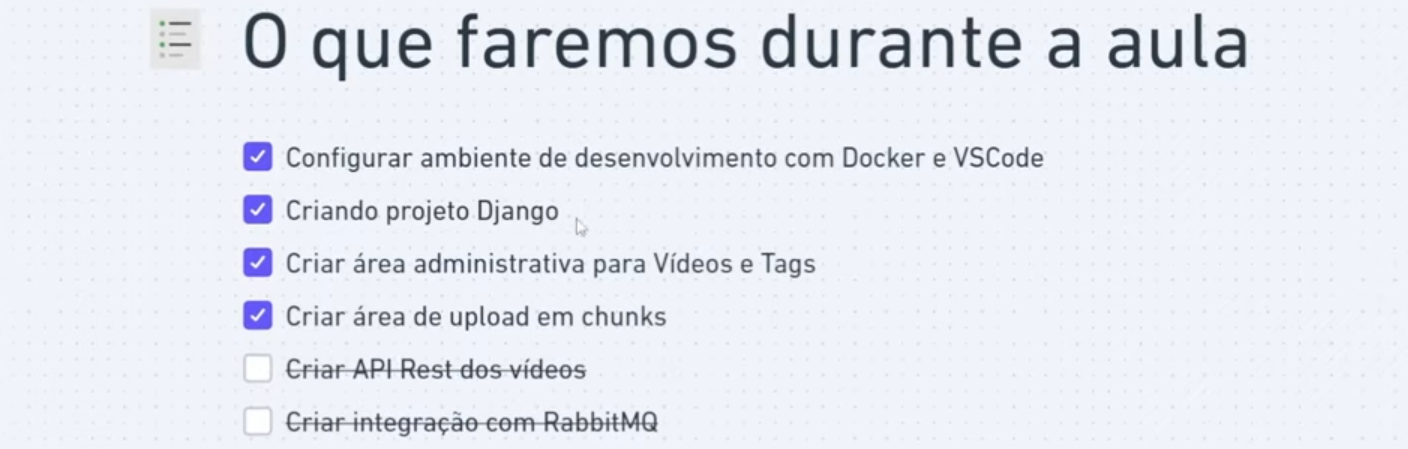 O que faremos durante a aula
Configurar ambiente de desenvolvimento com Docker e VSCode
Criando projeto Django
Criar área administrativa para Vídeos e Tags
Criar área de upload em chunks
Criar API Rest dos vídeos
Criar integração com RabbitMQ